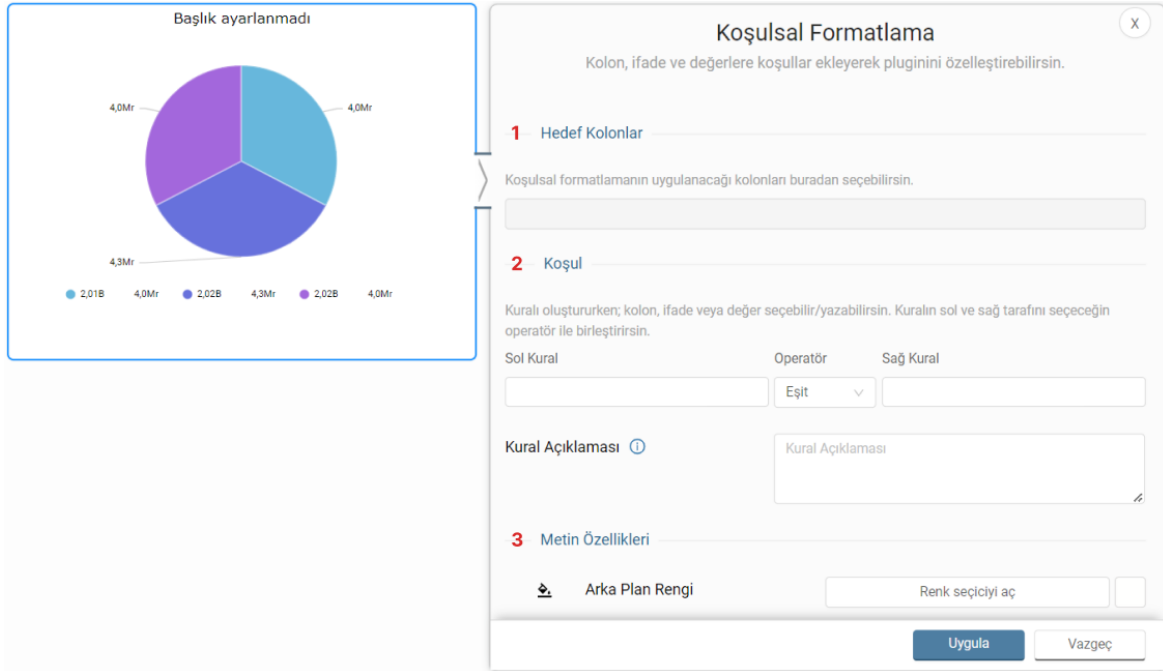 Başlık ayarlanmadı
4,0Mr
4,0Mr
4,3Mr
2,01B 4,0Mr 2,02B 4,3Mr 2,02B 4,0Mr
X
Koşulsal Formatlama
Kolon, ifade ve değerlere koşullar ekleyerek pluginini özelleştirebilirsin.
1 Hedef Kolonlar
Koşulsal formatlamanın uygulanacağı kolonları buradan seçebilirsin.
2 Koşul
Kuralı oluştururken; kolon, ifade veya değer seçebilir/yazabilirsin. Kuralın sol ve sağ tarafını seçeceğin
operatör ile birleştirirsin.
Sol Kural Operatör Sağ Kural
Eşit
Kural Açıklaması Kural Açıklaması
3 Metin Özellikleri
Arka Plan Rengi Renk seçiciyi aç
Uygula Vazgeç